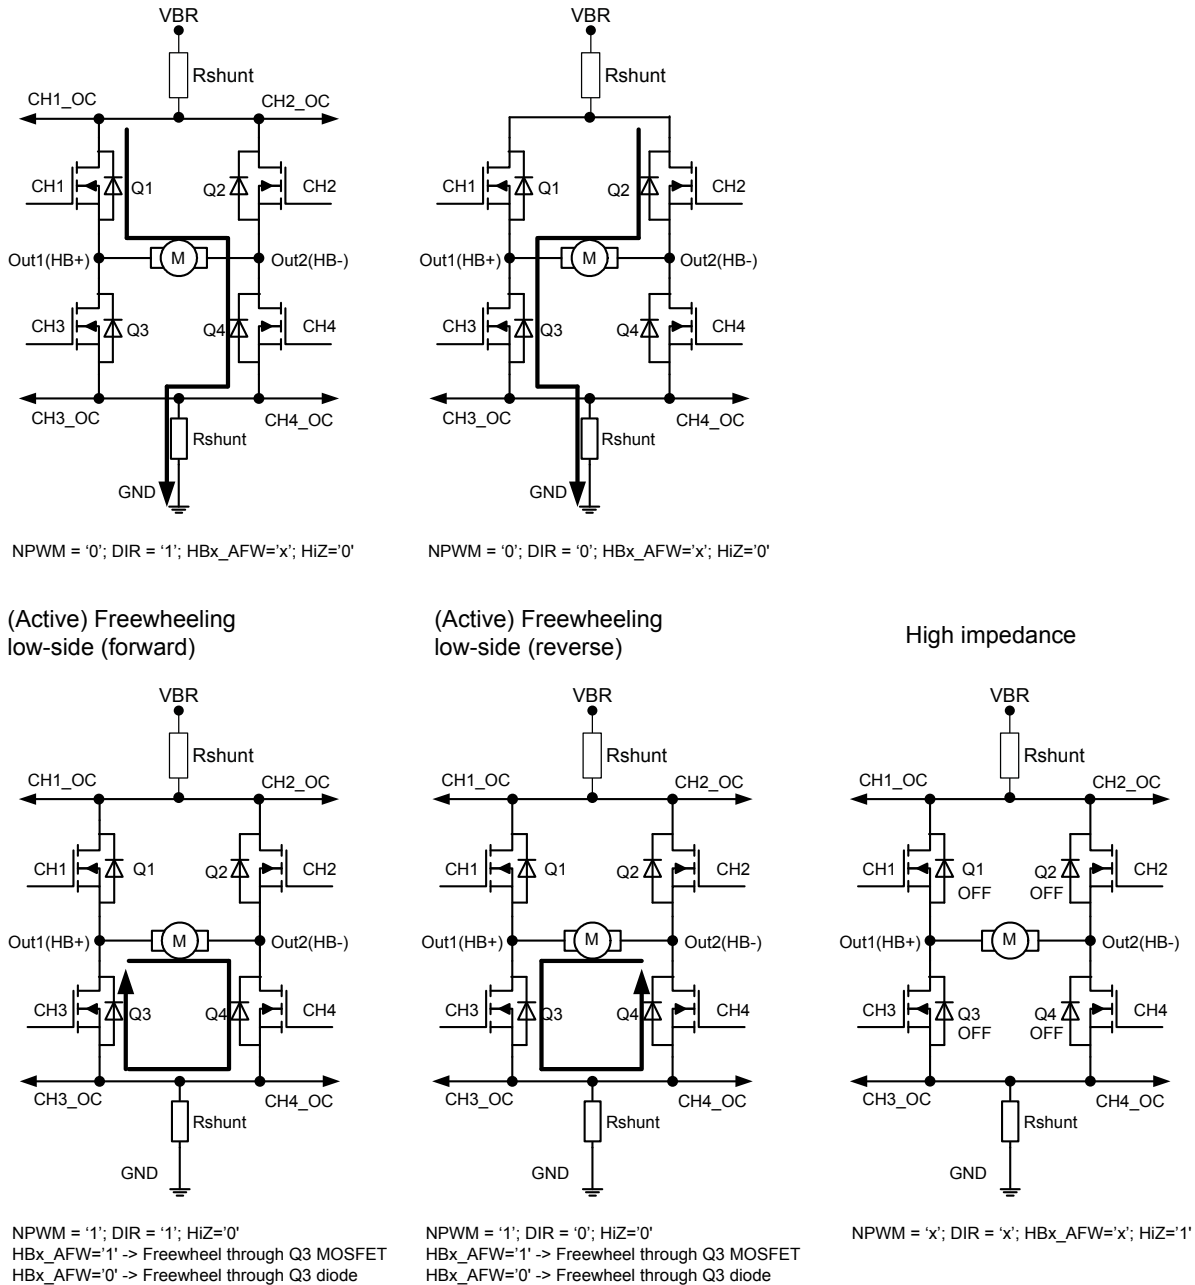 VBR
VBR
Rshunt
Rshunt
CH1_OC
CH2_OC
CH1
Q1
Q2
CH2
CH1
Q1
Q2
CH2
Out1(HB+)
M
Out2(HB-)
Out1(HB+)
M
Out2(HB-)
CH3
Q3
Q4
CH4
CH3
Q3
Q4
CH4
CH3_OC
CH4_OC
CH3_OC
CH4_OC
Rshunt
Rshunt
GND
GND
NPWM = ‘0’; DIR = ‘1’; HBx_AFW=’x’; HiZ=’0'
NPWM = ‘0’; DIR = ‘0’; HBx_AFW=’x’; HiZ=’0'
(Active) Freewheeling
low-side (forward)
(Active) Freewheeling
low-side (reverse)
High impedance
VBR
VBR
VBR
Rshunt
Rshunt
Rshunt
CH1_OC
CH2_OC
CH1_OC
CH2_OC
CH1_OC
CH2_OC
CH1
Q1
Q2
CH2
CH1
Q1
Q2
CH2
CH1
Q1
OFF
Q2
OFF
CH2
Out1(HB+)
M
Out2(HB-)
Out1(HB+)
M
Out2(HB-)
Out1(HB+)
M
Out2(HB-)
CH3
Q3
Q4
CH4
CH3
Q3
Q4
CH4
CH3
Q3
OFF
Q4
OFF
CH4
CH3_OC
CH4_OC
CH3_OC
CH4_OC
CH3_OC
CH4_OC
Rshunt
Rshunt
Rshunt
GND
GND
GND
NPWM = ‘1’; DIR = ‘1’; HiZ=’0'
HBx_AFW=’1' -> Freewheel through Q3 MOSFET
HBx_AFW=’0' -> Freewheel through Q3 diode
NPWM = ‘1’; DIR = ‘0’; HiZ=’0'
HBx_AFW=’1' -> Freewheel through Q3 MOSFET
HBx_AFW=’0' -> Freewheel through Q3 diode
NPWM = ‘x’; DIR = ‘x’; HBx_AFW=’x’; HiZ=’1'